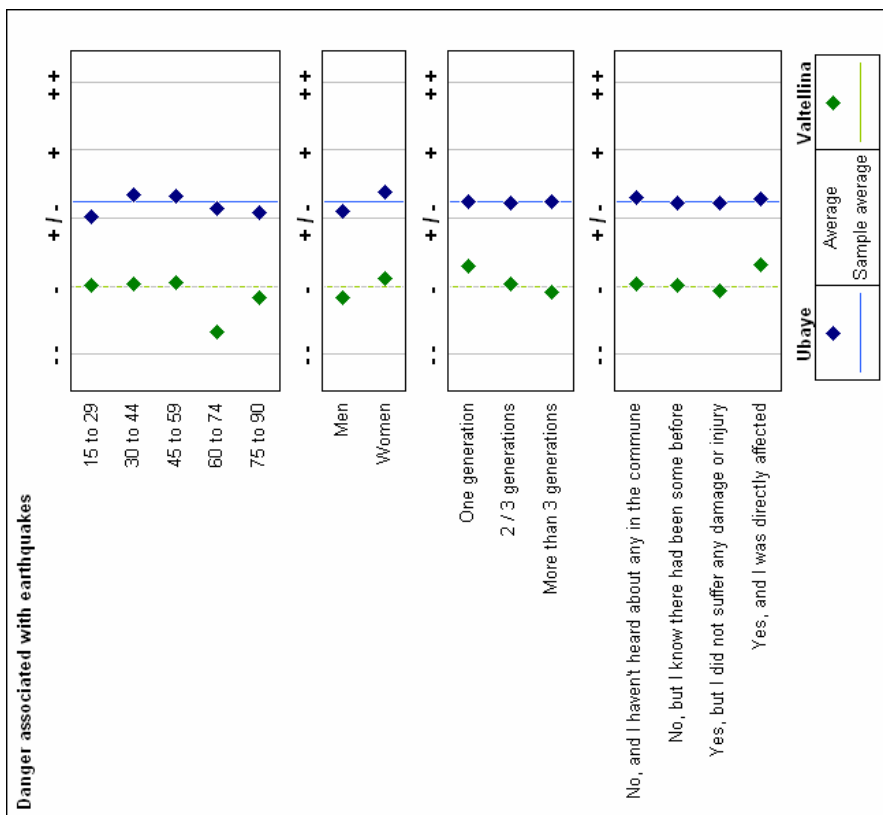 Danger associated with earthquakes
- - - + / - + + +
15 to 29
30 to 44
45 to 59
60 to 74
75 to 90
- - - + / - + + +
Men
Women
- - - + / - + + +
One generation
2 / 3 generations
More than 3 generations
- - - + / - + + +
No, and I haven't heard about any in the commune
No, but I know there had been some before
Yes, but I did not suffer any damage or injury
Yes, and I was directly affected
Ubaye Valtellina
Average
Sample average